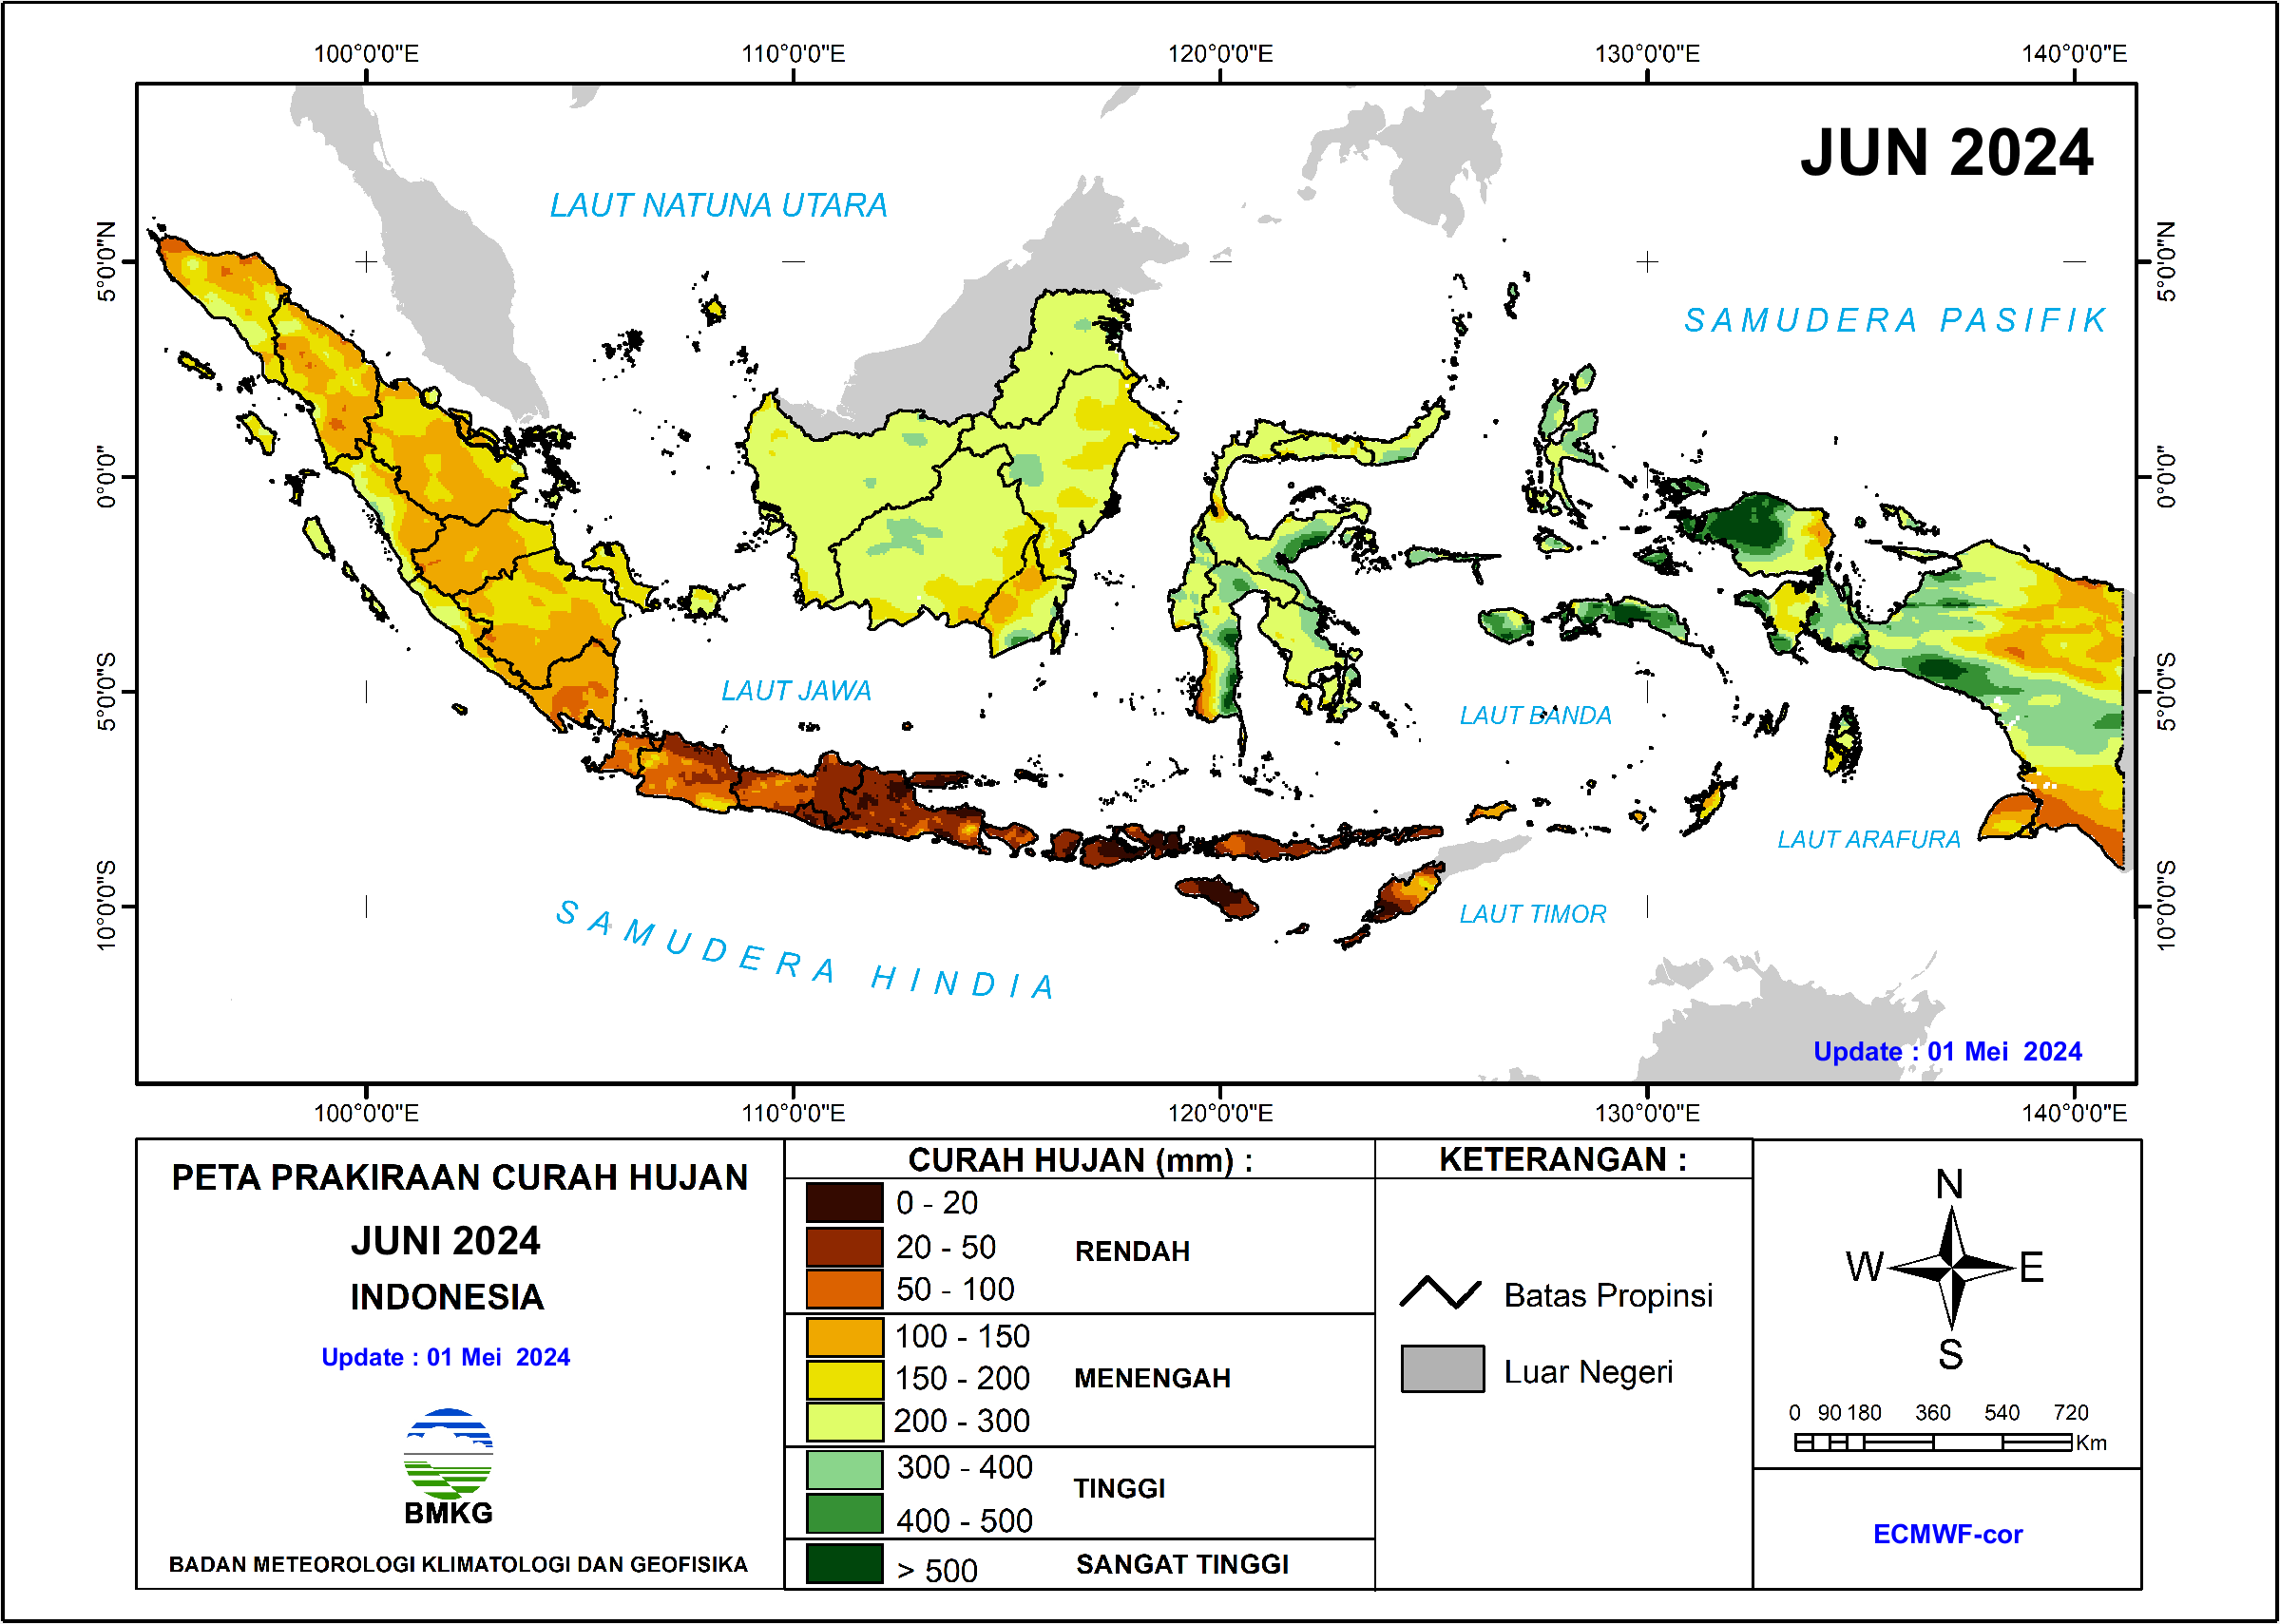 100°0'0"E 110°0'0"E 120°0'0"E 130°0'0"E 140°0'0"E
JUN 2024
LAUT NATUNA UTARA
5°0'0"N
5°0'0"N
SAMUDERA PASIFIK
0°0'0"
0°0'0"
5°0'0"S
5°0'0"S
LAUT JAWA
LAUT BANDA
LAUT ARAFURA
10°0'0"S
10°0'0"S
LAUT TIMOR
SAMUDERA HINDIA
Update : 01 Mei 2024
100°0'0"E 110°0'0"E 120°0'0"E 130°0'0"E 140°0'0"E
PETA PRAKIRAAN CURAH HUJAN
JUNI 2024
INDONESIA
Update : 01 Mei 2024
BMKG
BADAN METEOROLOGI KLIMATOLOGI DAN GEOFISIKA
CURAH HUJAN (mm) :
0 - 20
20 - 50
50 - 100
RENDAH
100 - 150
150 - 200
200 - 300
MENENGAH
300 - 400
400 - 500
TINGGI
> 500
SANGAT TINGGI
KETERANGAN :
Batas Propinsi
Luar Negeri
N
W E
S
0 90 180 360 540 720
Km
ECMWF-cor